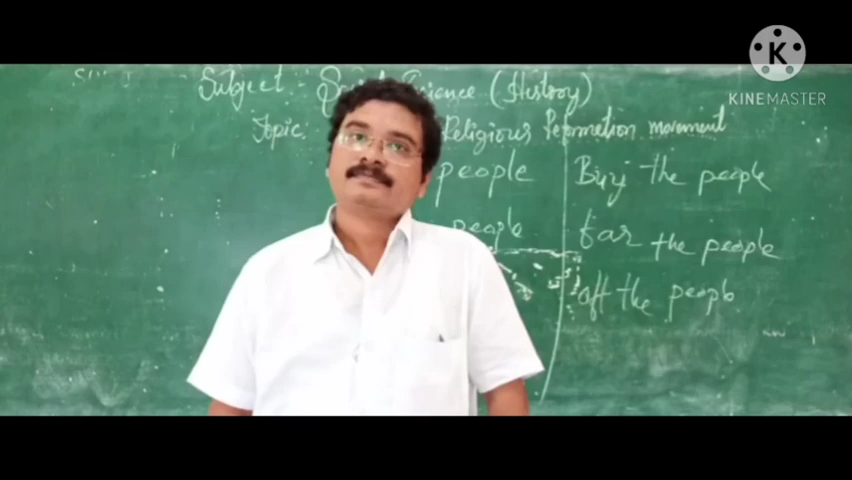 KINEMASTER
Subject - Science (History)
Topic Religious Reformation movement
people Buy the people
people far the people
off the people